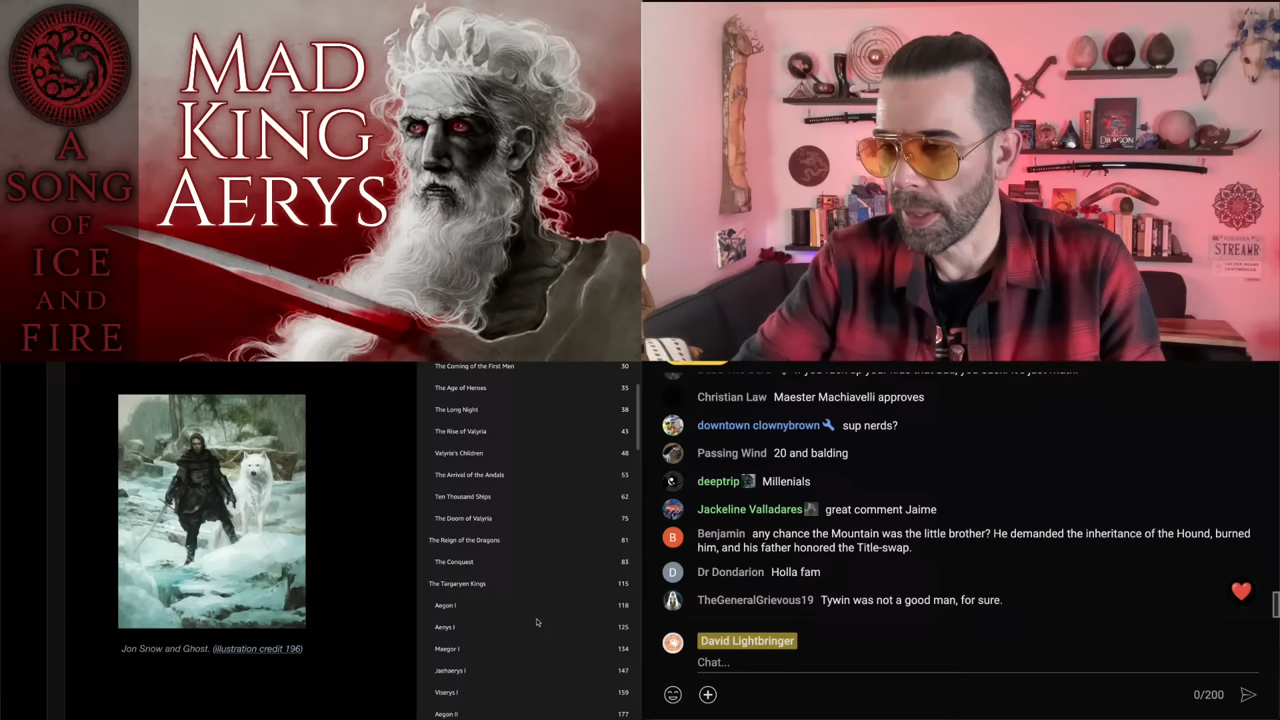 A
SONG
OF
ICE
AND
FIRE
MAD
KING
AERYS
DRAGON
STREAMR
Jon Snow and Ghost. (illustration credit 196)
The Coming of the First Men 30
The Age of Heroes 35
The Long Night 38
The Rise of Valyria 43
Valyria's Children 48
The Arrival of the Andals 53
Ten Thousand Ships 62
The Doom of Valyria 75
The Reign of the Dragons 81
The Conquest 83
The Targaryen Kings 115
Aegon I 118
Aenys I 125
Maegor I 134
Jaehaerys I 147
Viserys I 159
Aegon II 177
Christian Law Maester Machiavelli approves
downtown clownybrown sup nerds?
Passing Wind 20 and balding
deeptrip Millenials
Jackeline Valladares great comment Jaime
B
Benjamin any chance the Mountain was the little brother? He demanded the inheritance of the Hound, burned
him, and his father honored the Title-swap.
D
Dr Dondarion Holla fam
TheGeneralGrievous19 Tywin was not a good man, for sure.
David Lightbringer
Chat...
0/200